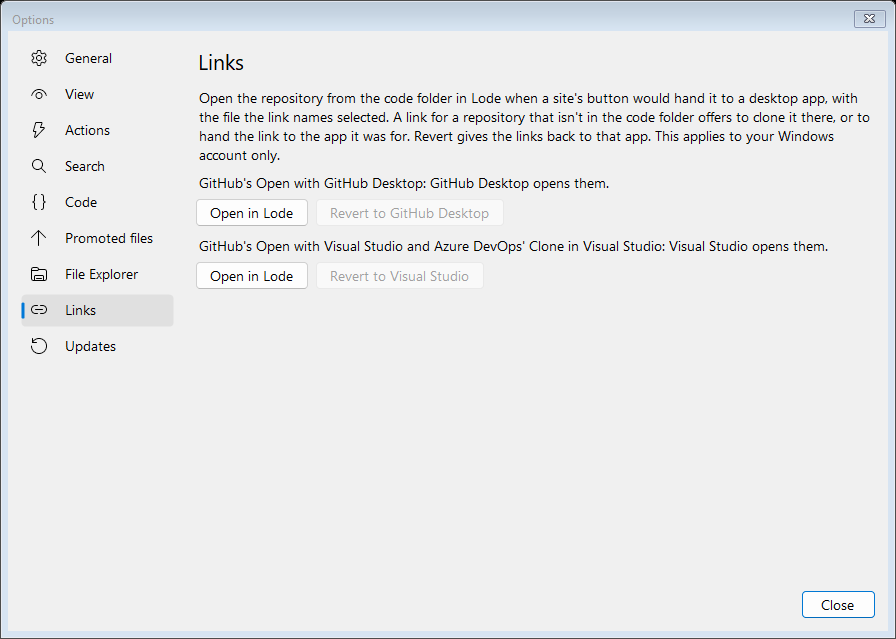 Options
General
View
Actions
Search
Code
Promoted files
File Explorer
Links
Updates
Links
Open the repository from the code folder in Lode when a site's button would hand it to a desktop app, with
the file the link names selected. A link for a repository that isn't in the code folder offers to clone it there, or to
hand the link to the app it was for. Revert gives the links back to that app. This applies to your Windows
account only.
GitHub's Open with GitHub Desktop: GitHub Desktop opens them.
Open in Lode
Revert to GitHub Desktop
GitHub's Open with Visual Studio and Azure DevOps' Clone in Visual Studio: Visual Studio opens them.
Open in Lode
Revert to Visual Studio
Close